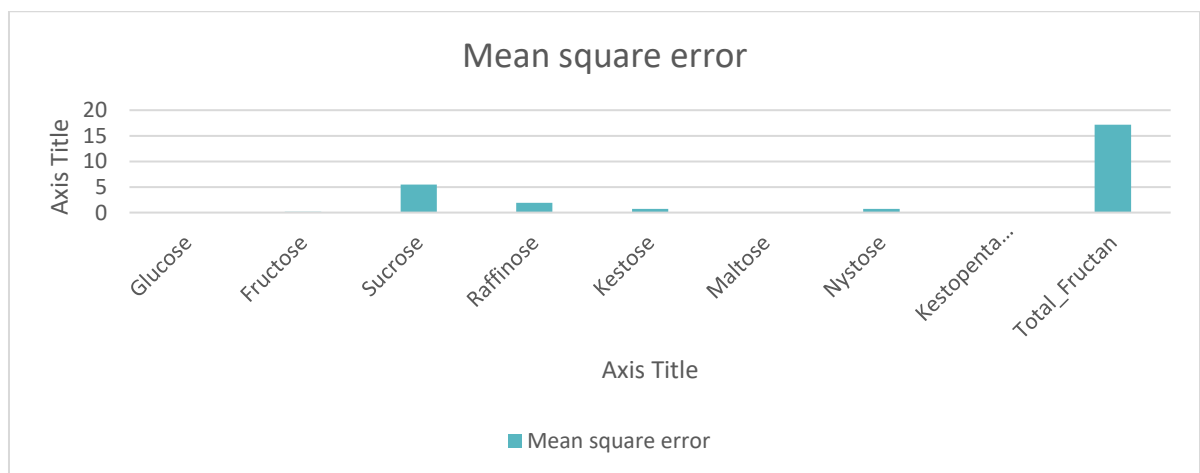 Mean square error
Axis Title
20
15
10
5
0
Glucose
Fructose
Sucrose
Raffinose
Kestose
Maltose
Nystose
Kestopenta...
Total_Fructan
Axis Title
Mean square error